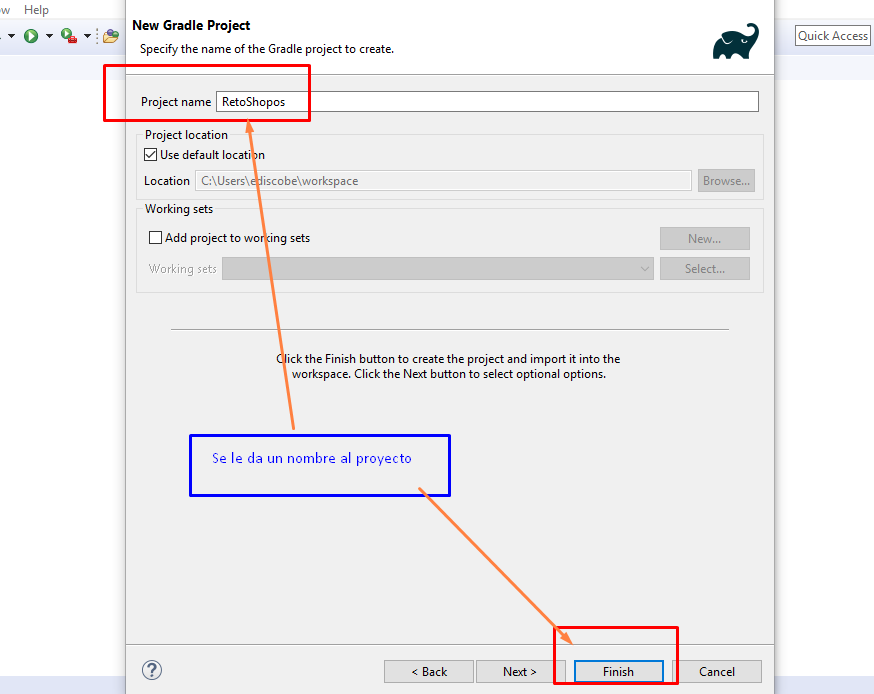 Help
New Gradle Project
Specify the name of the Gradle project to create.
Quick Access
Project name RetoShopos
Project location
Use default location
Location C:\Users\ediscobe\workspace Browse...
Working sets
Add project to working sets New...
Working sets Select...
Click the Finish button to create the project and import it into the
workspace. Click the Next button to select optional options.
Se le da un nombre al proyecto
? < Back Next > Finish Cancel